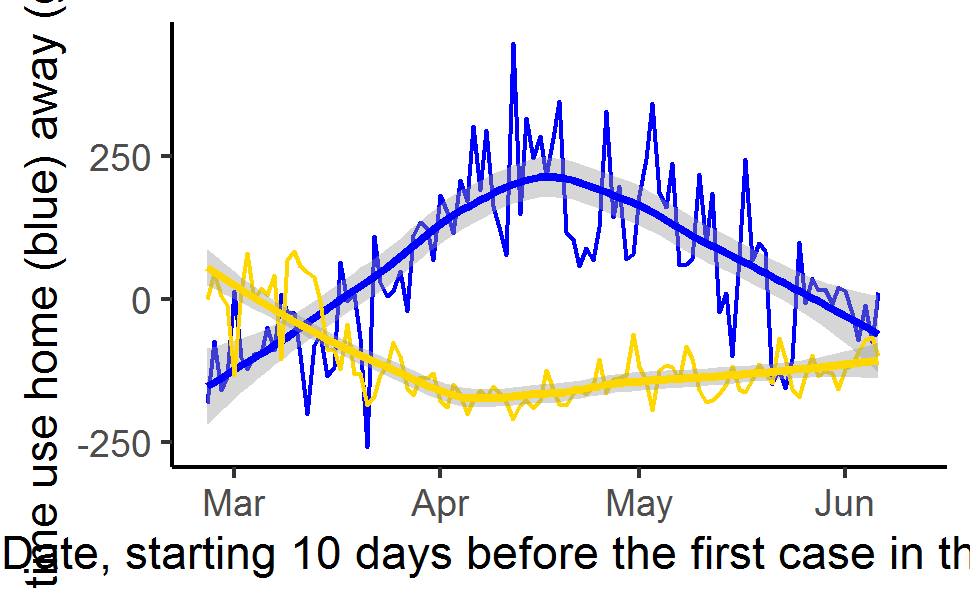 time use home (blue) away (
250
0
-250
Mar Apr May Jun
Date, starting 10 days before the first case in th